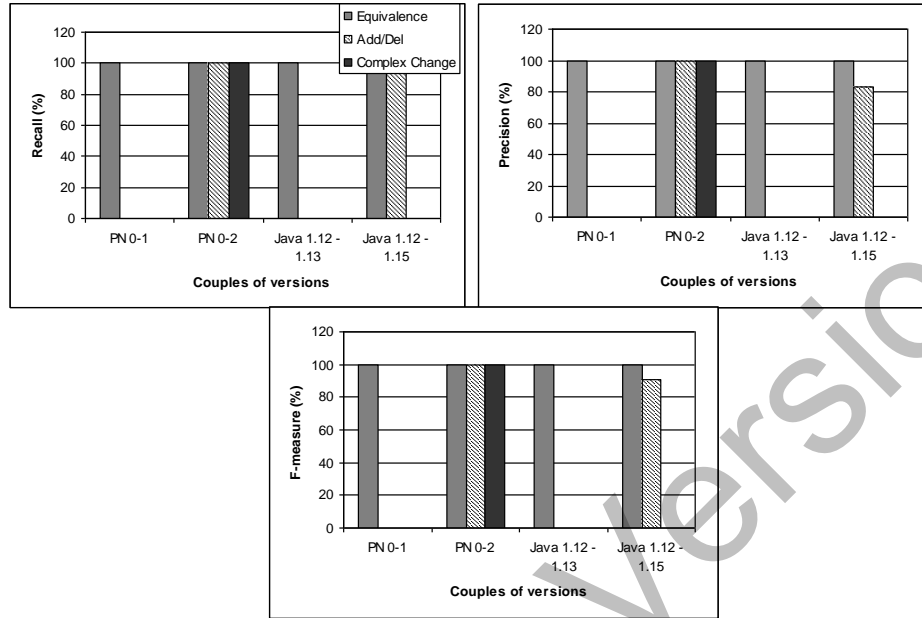 120
100
80
60
40
20
0
Recall (%)
Equivalence
Add/Del
Complex Change
PN 0-1
PN 0-2
Java 1.12 -
1.13
Java 1.12 -
1.15
Couples of versions
120
100
80
60
40
20
0
Precision (%)
PN 0-1
PN 0-2
Java 1.12 -
1.13
Java 1.12 -
1.15
Couples of versions
120
100
80
60
40
20
0
F-measure (%)
PN 0-1
PN 0-2
Java 1.12 -
1.13
Java 1.12 -
1.15
Couples of versions
Versio